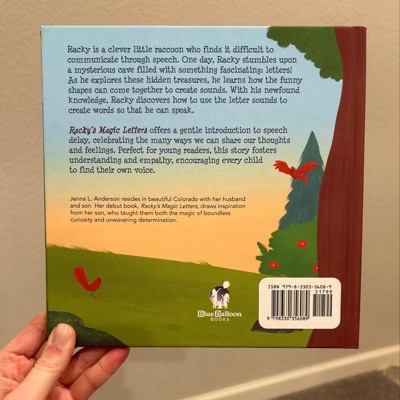 Racky is a clever little raccoon who finds it difficult to
communicate through speech. One day, Racky stumbles upon
a mysterious cave filled with something fascinating: letters!
As he explores these hidden treasures, he learns how the funny
shapes can come together to create sounds. With his newfound
knowledge, Racky discovers how to use the letter sounds to
create words so that he can speak.
Racky's Magic Letters offers a gentle introduction to speech
delay, celebrating the many ways we can share our thoughts
and feelings. Perfect for young readers, this story fosters
understanding and empathy, encouraging every child
to find their own voice.
Jenna L. Anderson resides in beautiful Colorado with her husband
and son. Her debut book, Racky's Magic Letters, draws inspiration
from her son, who taught them both the magic of boundless
curiosity and unwavering determination.
Blue Balloon
BOOKS
51799